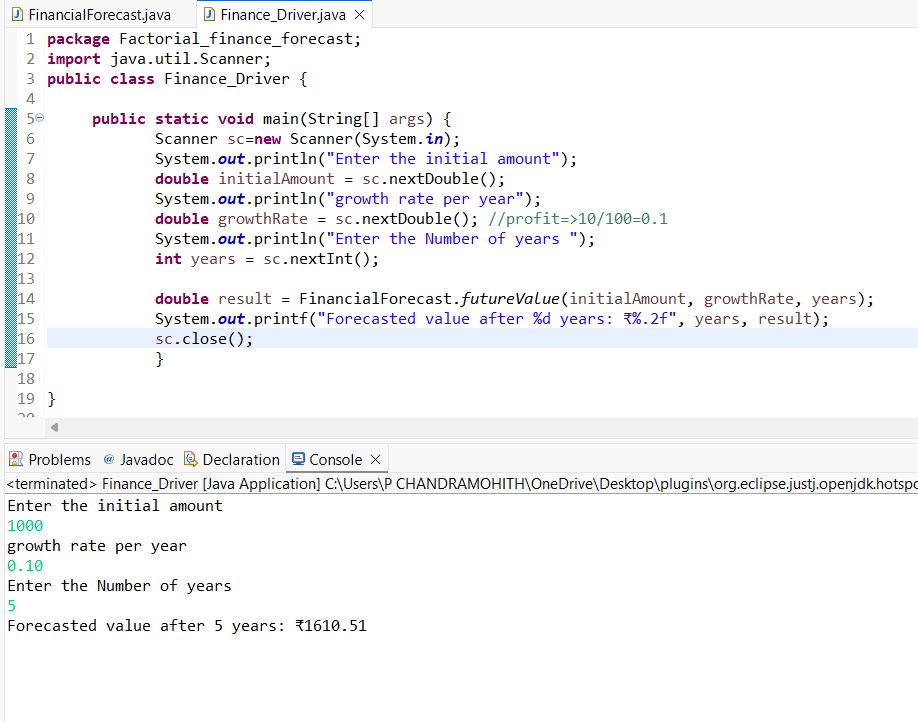 FinancialForecast.java Finance_Driver.java
1 package Factorial_finance_forecast;
2 import java.util.Scanner;
3 public class Finance_Driver {
4
5 public static void main(String[] args) {
6 Scanner sc=new Scanner(System.in);
7 System.out.println("Enter the initial amount");
8 double initialAmount = sc.nextDouble();
9 System.out.println("growth rate per year");
10 double growthRate = sc.nextDouble(); //profit=>10/100=0.1
11 System.out.println("Enter the Number of years ");
12 int years = sc.nextInt();
13
14 double result = FinancialForecast.futureValue(initialAmount, growthRate, years);
15 System.out.printf("Forecasted value after %d years: ₹%.2f", years, result);
16 sc.close();
17 }
18
19 }
20
Problems @ Javadoc Declaration Console
<terminated> Finance_Driver [Java Application] C:\Users\P CHANDRAMOHITH\OneDrive\Desktop\plugins\org.eclipse.justj.openjdk.hotspo
Enter the initial amount
1000
growth rate per year
0.10
Enter the Number of years
5
Forecasted value after 5 years: ₹1610.51